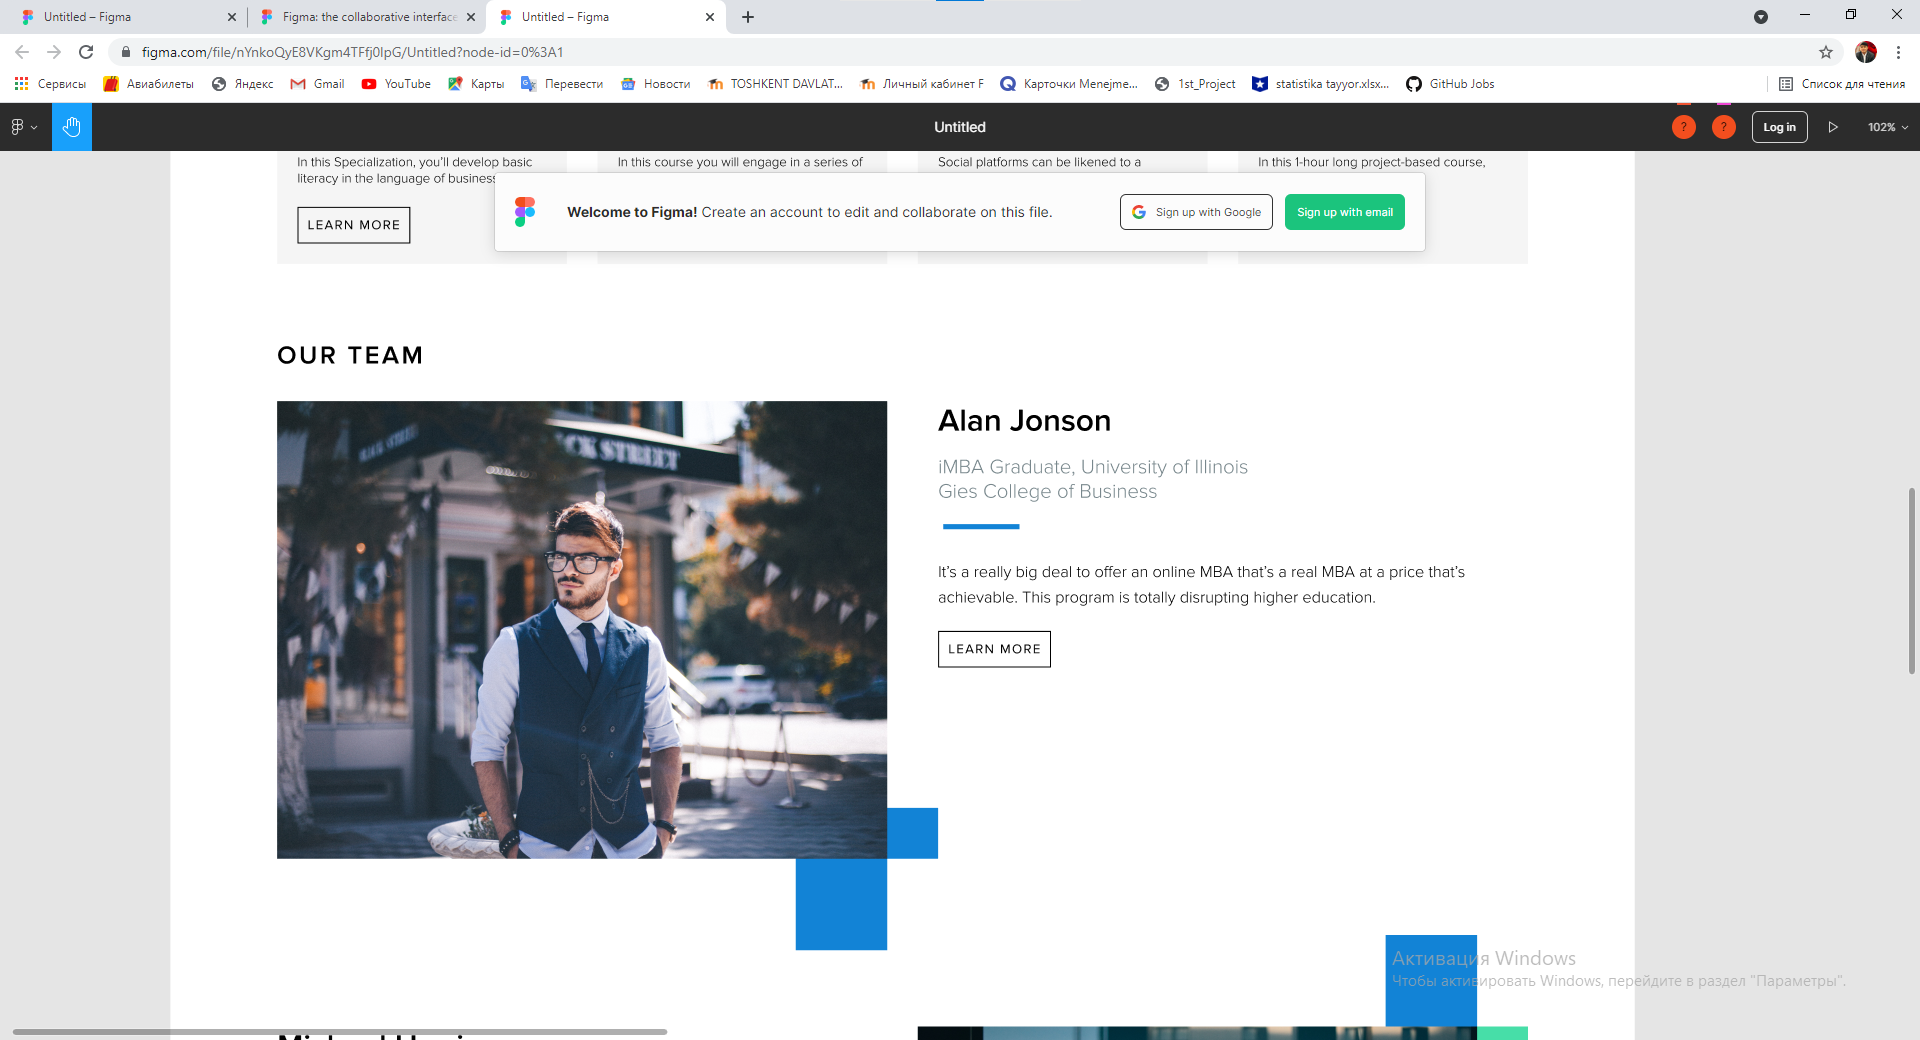 Untitled – Figma
Figma: the collaborative interface
Untitled – Figma
figma.com/file/nYnkoQyE8VKgm4TFfj0lpG/Untitled?node-id=0%3A1
Сервисы
Авиабилеты
Яндекс
Gmail
YouTube
Карты
Перевести
Новости
TOSHKENT DAVLAT...
Личный кабинет F
Карточки Menejme...
1st_Project
statistika tayyor.xlsx...
GitHub Jobs
Список для чтения
Untitled
?
?
Log in
102%
In this Specialization, you’ll develop basic
literacy in the language of business
LEARN MORE
In this course you will engage in a series of
Social platforms can be likened to a
In this 1-hour long project-based course,
Welcome to Figma! Create an account to edit and collaborate on this file.
Sign up with Google
Sign up with email
OUR TEAM
CK STREET
Alan Jonson
iMBA Graduate, University of Illinois
Gies College of Business
It’s a really big deal to offer an online MBA that’s a real MBA at a price that’s
achievable. This program is totally disrupting higher education.
LEARN MORE
Активация Windows
Чтобы активировать Windows, перейдите в раздел "Параметры".